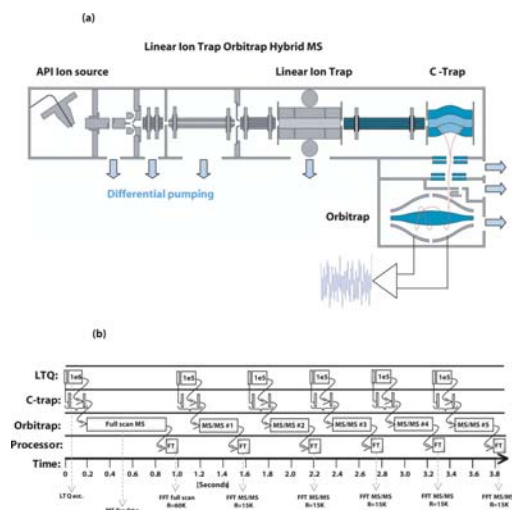 (a)
Linear Ion Trap Orbitrap Hybrid MS
API Ion source
Linear Ion Trap
C-Trap
Differential pumping
Orbitrap
(b)
LTQ: 1e6 1e5 1e5 1e5 1e5 1e5
C-trap:
Orbitrap: Full scan MS MS/MS #1 MS/MS #2 MS/MS #3 MS/MS #4 MS/MS #5
Processor: FT FT FT FT FT FT
Time: 0 0.2 0.4 0.6 0.8 1.0 1.2 1.4 1.6 1.8 2.0 2.2 2.4 2.6 2.8 3.0 3.2 3.4 3.6 3.8
[Seconds]
LTQ acc. FFT full scan FFT MS/MS FFT MS/MS FFT MS/MS FFT MS/MS FFT MS/MS
R=60K R=15K R=15K R=15K R=15K R=15K